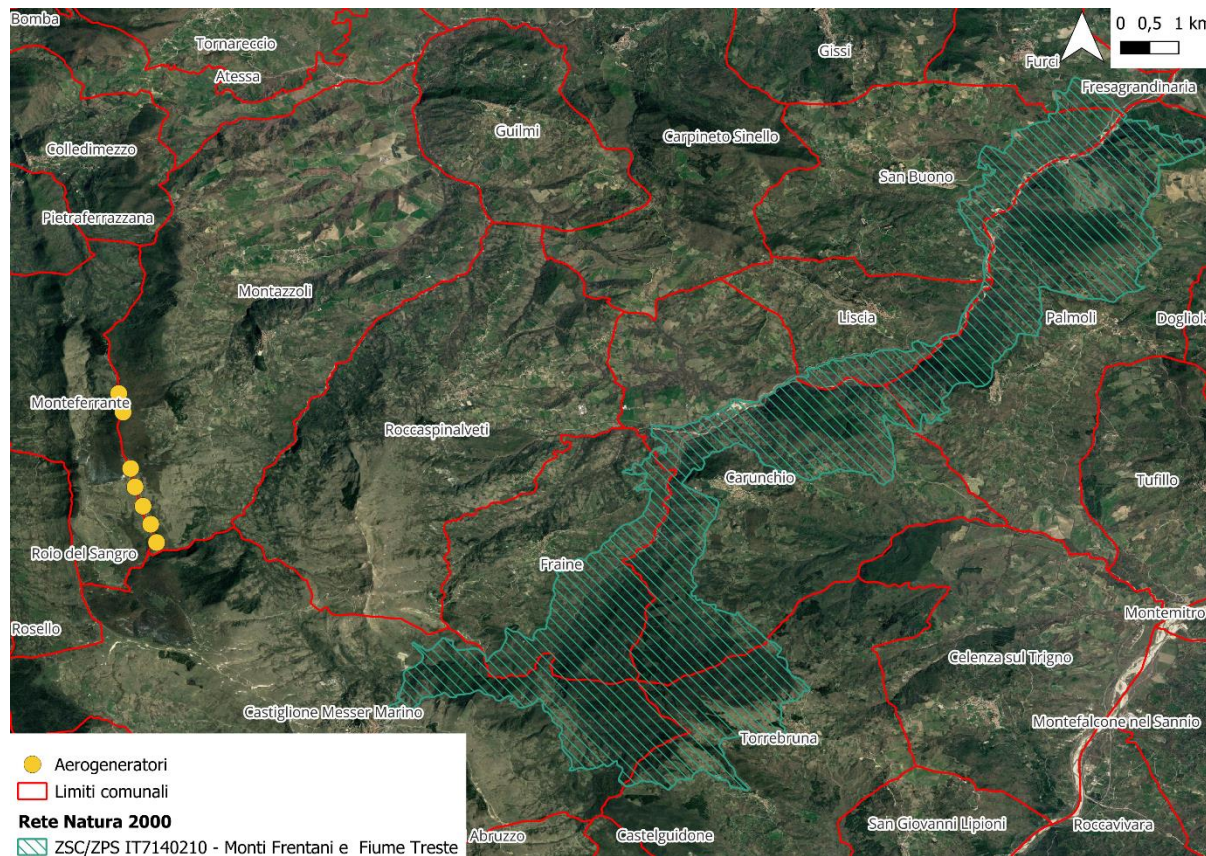 Bomba
Tornareccio
Gissi
0 0,5 1 km
Furci
Atessa
Fresagrandinaria
Guilmi
Carpineto Sinello
Colledimezzo
San Buono
Pietraferrazzana
Montazzoli
Liscia
Palmoli
Dogliola
Monteferrante
Roccaspinalveti
Carunchio
Tufillo
Roio del Sangro
Fraine
Montemitro
Rosello
Celenza sul Trigno
Castiglione Messer Marino
Montefalcone nel Sannio
Torrebruna
Aerogeneratori
Limiti comunali
San Giovanni Lipioni
Roccavivara
Rete Natura 2000
Abruzzo
Castelguidone
ZSC/ZPS IT7140210 - Monti Frentani e Fiume Treste